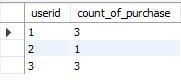 userid count_of_purchase
1 3
2 1
3 3